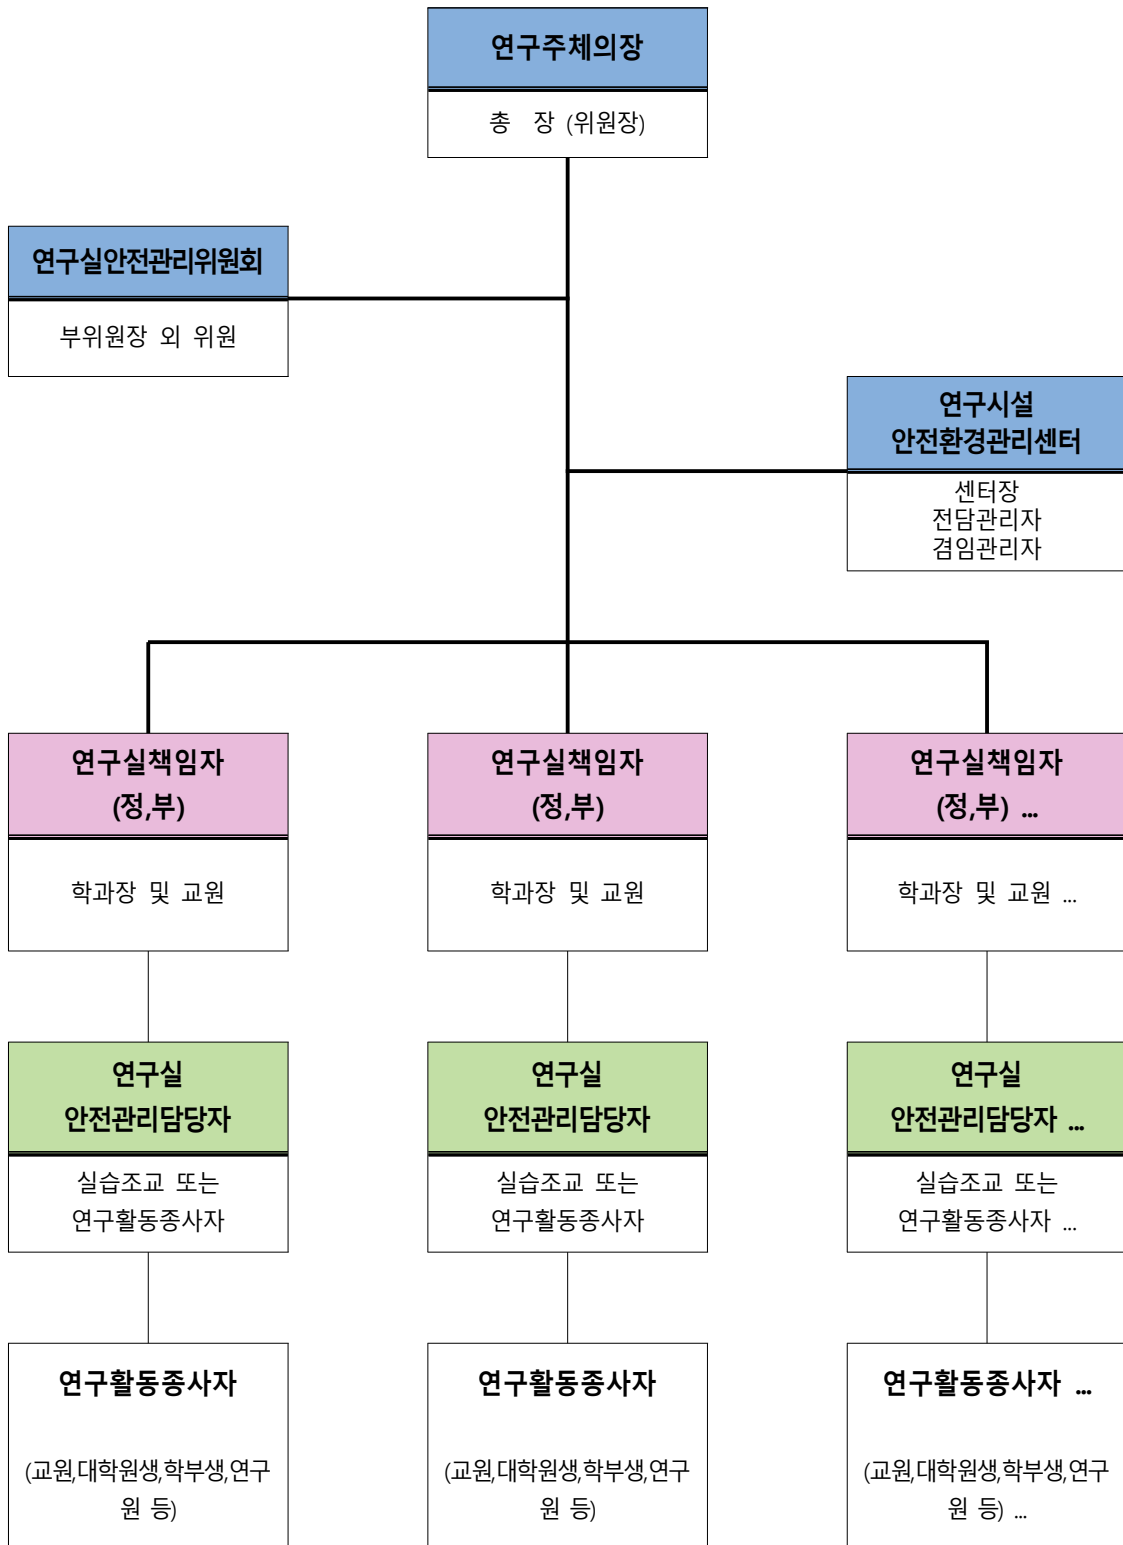 연구주체의장
총 장 (위원장)
연구실안전관리위원회
부위원장 외 위원
연구시설
안전환경관리센터
센터장
전담관리자
겸임관리자
연구실책임자
(정,부)
학과장 및 교원
연구실책임자
(정,부)
학과장 및 교원
연구실책임자
(정,부) ...
학과장 및 교원 ...
연구실
안전관리담당자
실습조교 또는
연구활동종사자
연구실
안전관리담당자
실습조교 또는
연구활동종사자
연구실
안전관리담당자 ...
실습조교 또는
연구활동종사자 ...
연구활동종사자
(교원,대학원생,학부생,연구
원 등)
연구활동종사자
(교원,대학원생,학부생,연구
원 등)
연구활동종사자 ...
(교원,대학원생,학부생,연구
원 등) ...